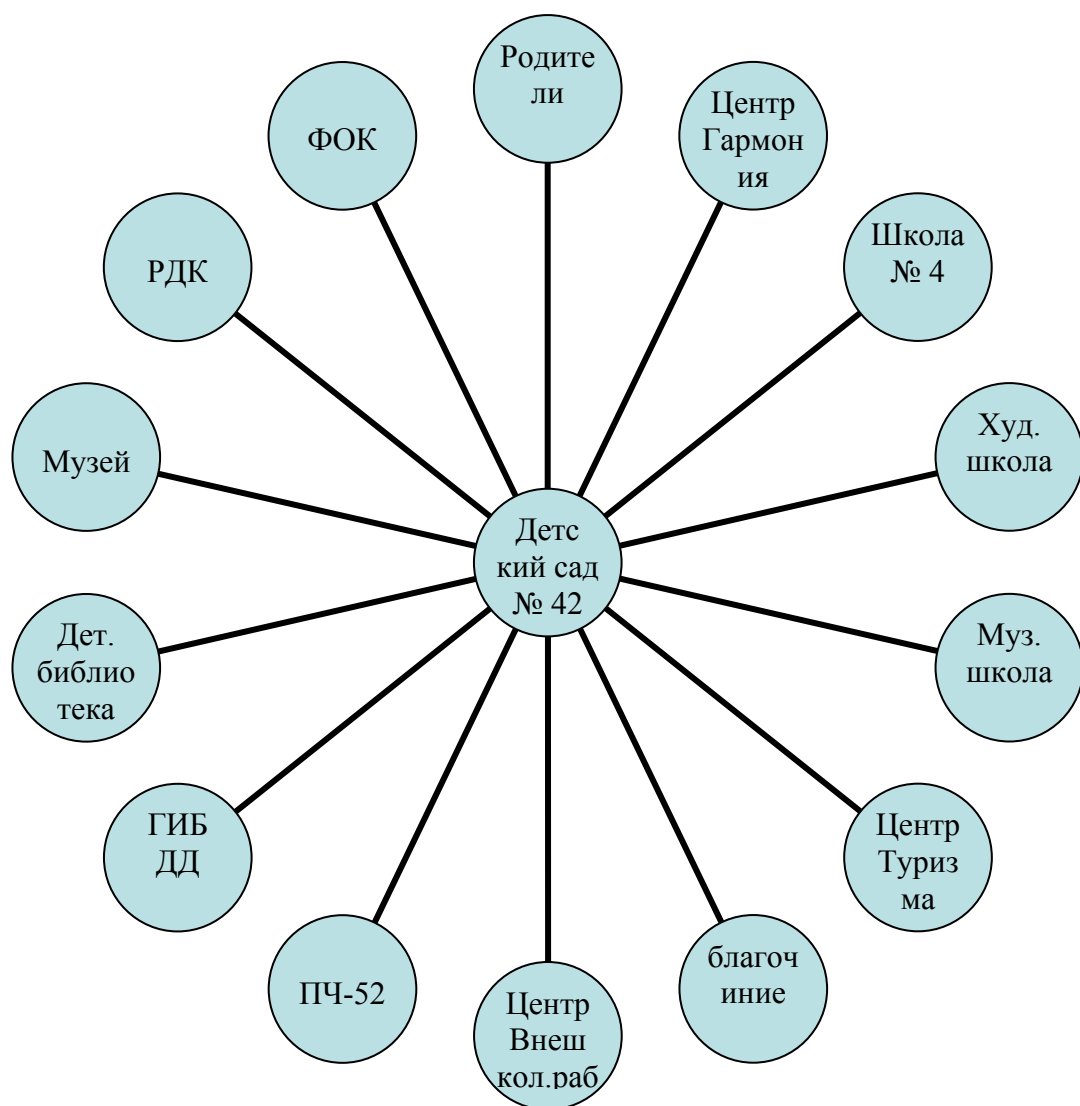 Родите
ли
Центр
Гармон
ия
Школа
№ 4
Худ.
школа
Муз.
школа
Центр
Туриз
ма
благоч
иние
Центр
Внеш
кол.раб
ПЧ-52
ГИБ
ДД
Дет.
библио
тека
Музей
РДК
ФОК
Детс
кий сад
№ 42